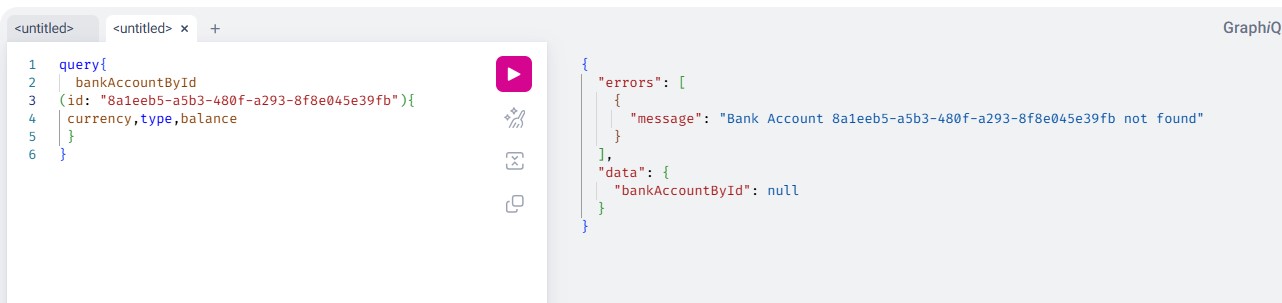 <untitled> <untitled> × +
GraphiQ
1 query{
2 bankAccountById
3 (id: "8a1eeb5-a5b3-480f-a293-8f8e045e39fb"){
4 currency,type,balance
5 }
6 }
{
"errors": [
{
"message": "Bank Account 8a1eeb5-a5b3-480f-a293-8f8e045e39fb not found"
}
],
"data": {
"bankAccountById": null
}
}